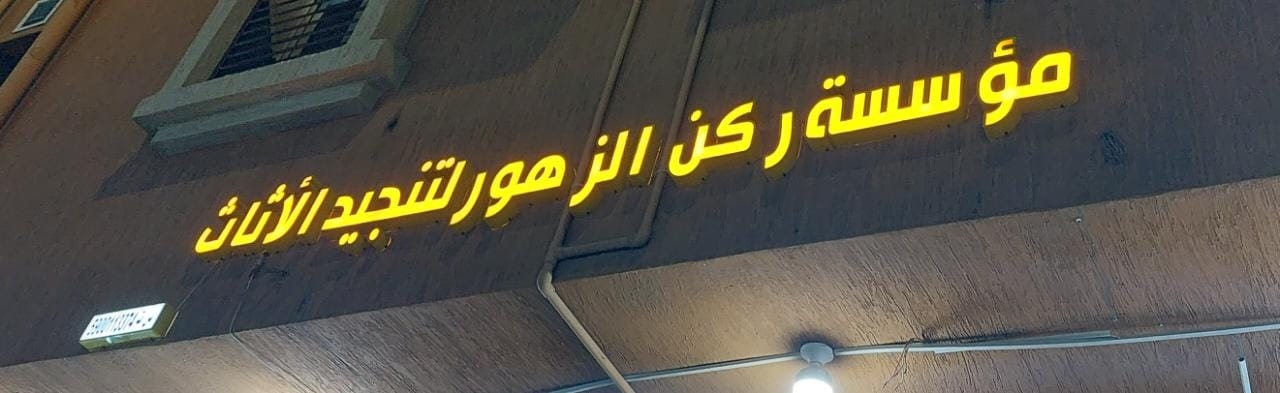 مؤسسة ركن الزهور لتنجيد الأثاث